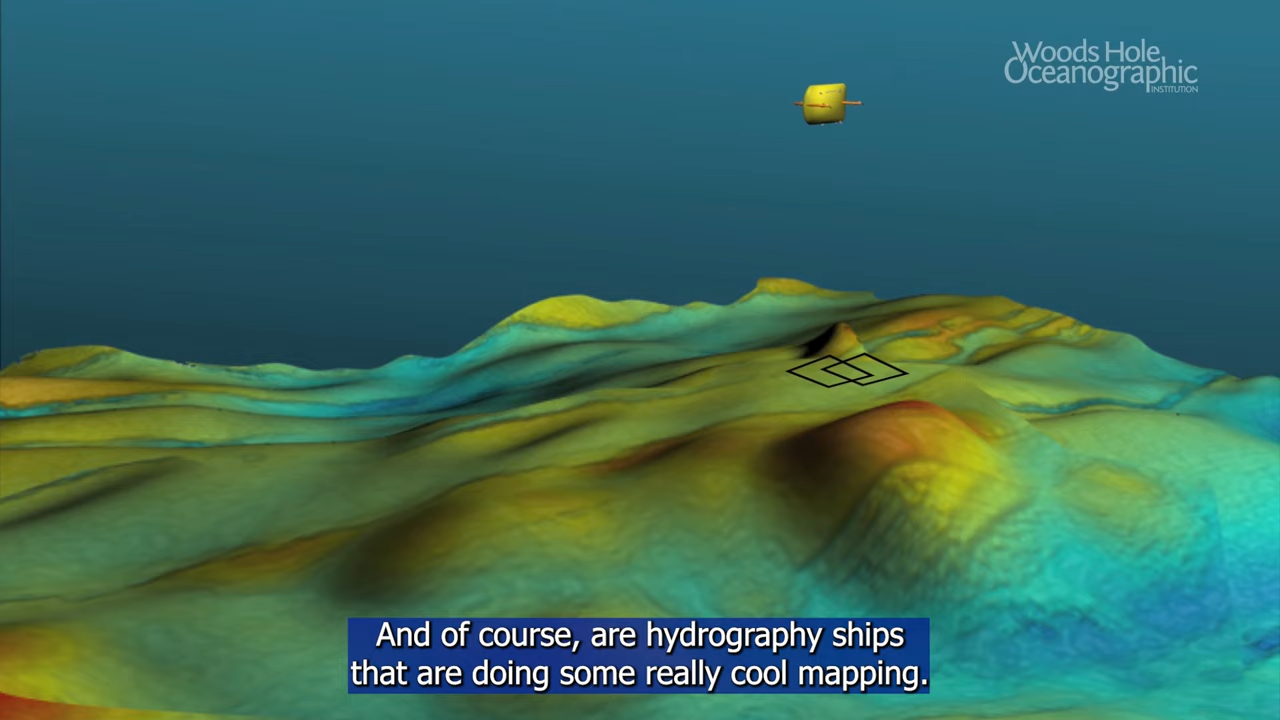 Woods Hole
Oceanographic
INSTITUTION
And of course, are hydrography ships
that are doing some really cool mapping.